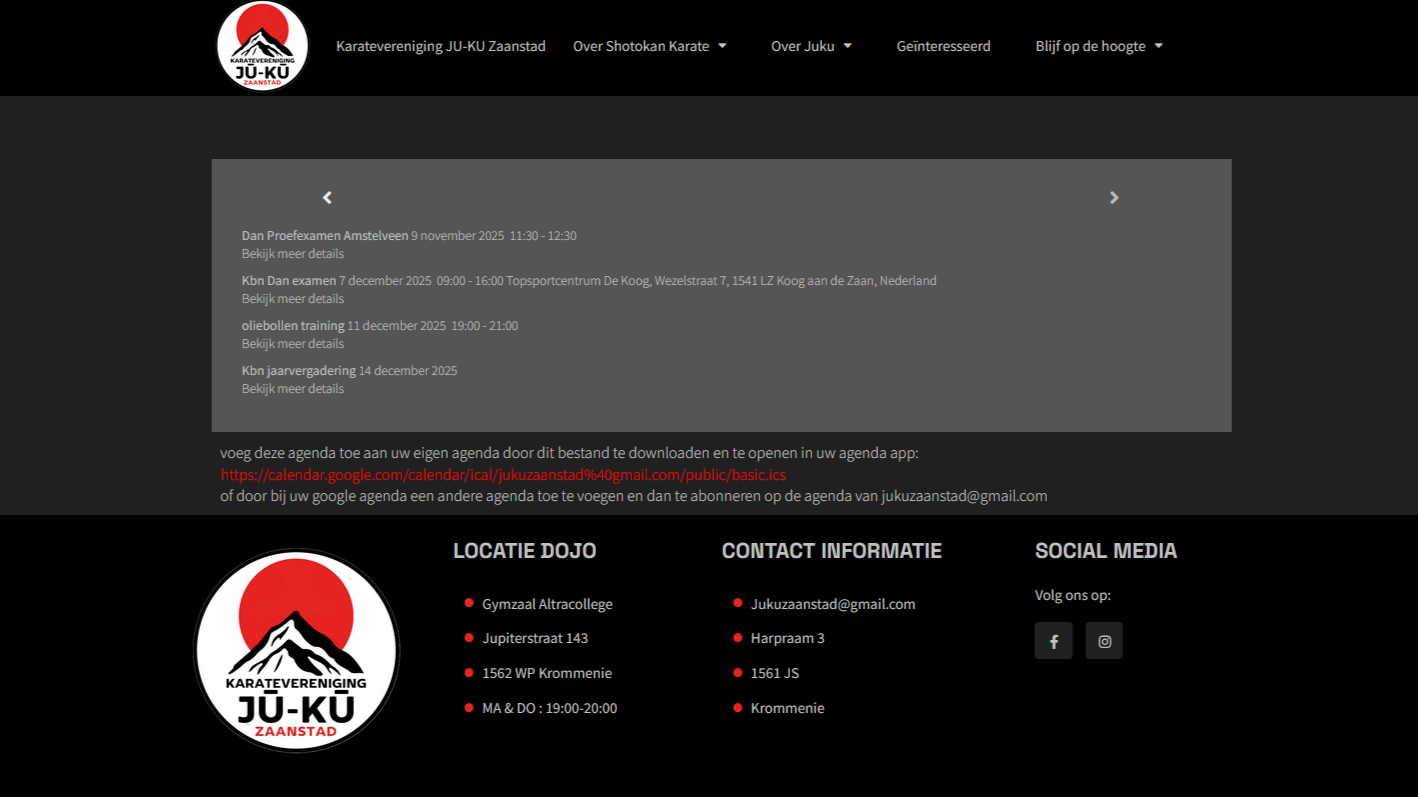 KARATEVERENIGING
JŪ-KŪ
ZAANSTAD
Karatevereniging JU-KU Zaanstad Over Shotokan Karate Over Juku Geïnteresseerd Blijf op de hoogte
Dan Proefexamen Amstelveen 9 november 2025 11:30 - 12:30
Bekijk meer details
Kbn Dan examen 7 december 2025 09:00 - 16:00 Topsportcentrum De Koog, Wezelstraat 7, 1541 LZ Koog aan de Zaan, Nederland
Bekijk meer details
oliebollen training 11 december 2025 19:00 - 21:00
Bekijk meer details
Kbn jaarvergadering 14 december 2025
Bekijk meer details
voeg deze agenda toe aan uw eigen agenda door dit bestand te downloaden en te openen in uw agenda app:
https://calendar.google.com/calendar/ical/jukuzaanstad%40gmail.com/public/basic.ics
of door bij uw google agenda een andere agenda toe te voegen en dan te abonneren op de agenda van jukuzaanstad@gmail.com
KARATEVERENIGING
JŪ-KŪ
ZAANSTAD
LOCATIE DOJO
Gymzaal Altracollege
Jupiterstraat 143
1562 WP Krommenie
MA & DO : 19:00-20:00
CONTACT INFORMATIE
Jukuzaanstad@gmail.com
Harpraam 3
1561 JS
Krommenie
SOCIAL MEDIA
Volg ons op: